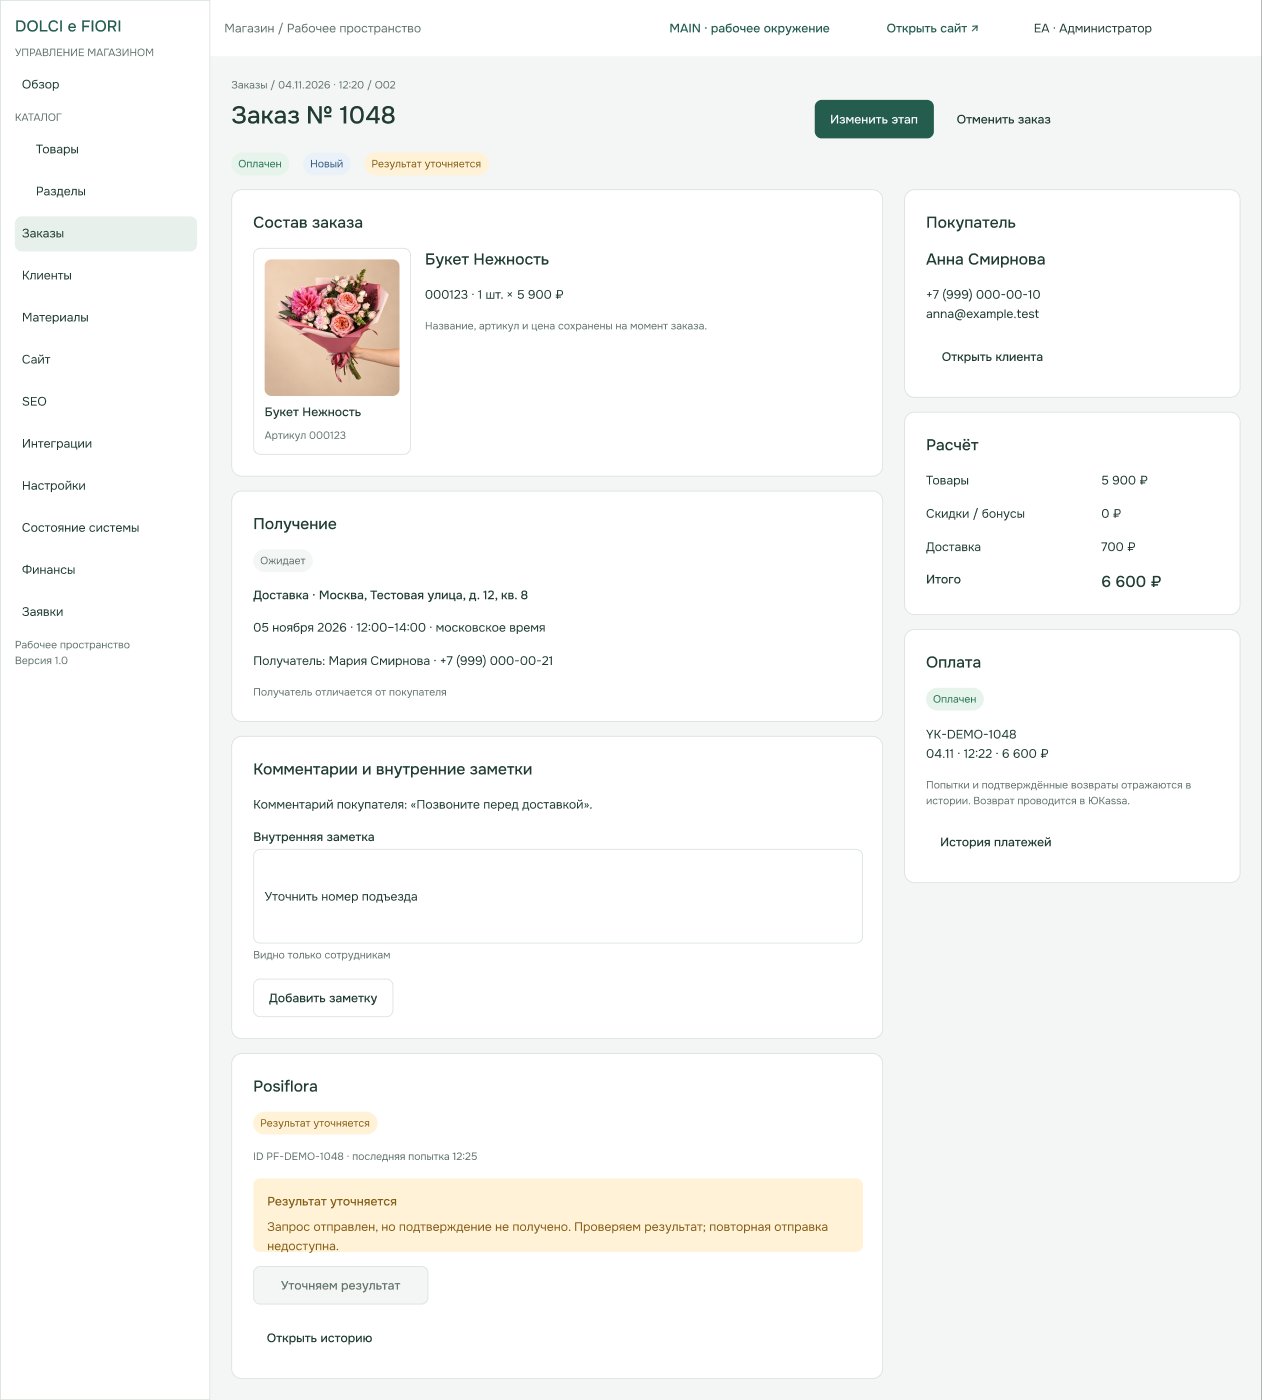 DOLCI e FIORI
УПРАВЛЕНИЕ МАГАЗИНОМ
Обзор
КАТАЛОГ
Товары
Разделы
Заказы
Клиенты
Материалы
Сайт
SEO
Интеграции
Настройки
Состояние системы
Финансы
Заявки
Рабочее пространство
Версия 1.0
Магазин / Рабочее пространство
MAIN · рабочее окружение
Открыть сайт ↗
ЕА · Администратор
Заказы / 04.11.2026 · 12:20 / O02
Заказ № 1048
Изменить этап
Отменить заказ
Оплачен
Новый
Результат уточняется
Состав заказа
Букет Нежность
Артикул 000123
Букет Нежность
000123 · 1 шт. × 5 900 ₽
Название, артикул и цена сохранены на момент заказа.
Получение
Ожидает
Доставка · Москва, Тестовая улица, д. 12, кв. 8
05 ноября 2026 · 12:00–14:00 · московское время
Получатель: Мария Смирнова · +7 (999) 000-00-21
Получатель отличается от покупателя
Комментарии и внутренние заметки
Комментарий покупателя: «Позвоните перед доставкой».
Внутренняя заметка
Уточнить номер подъезда
Видно только сотрудникам
Добавить заметку
Posiflora
Результат уточняется
ID PF-DEMO-1048 · последняя попытка 12:25
Результат уточняется
Запрос отправлен, но подтверждение не получено. Проверяем результат; повторная отправка
недоступна.
Уточняем результат
Открыть историю
Покупатель
Анна Смирнова
+7 (999) 000-00-10
anna@example.test
Открыть клиента
Расчёт
Товары 5 900 ₽
Скидки / бонусы 0 ₽
Доставка 700 ₽
Итого 6 600 ₽
Оплата
Оплачен
YK-DEMO-1048
04.11 · 12:22 · 6 600 ₽
Попытки и подтверждённые возвраты отражаются в
истории. Возврат проводится в ЮKassa.
История платежей